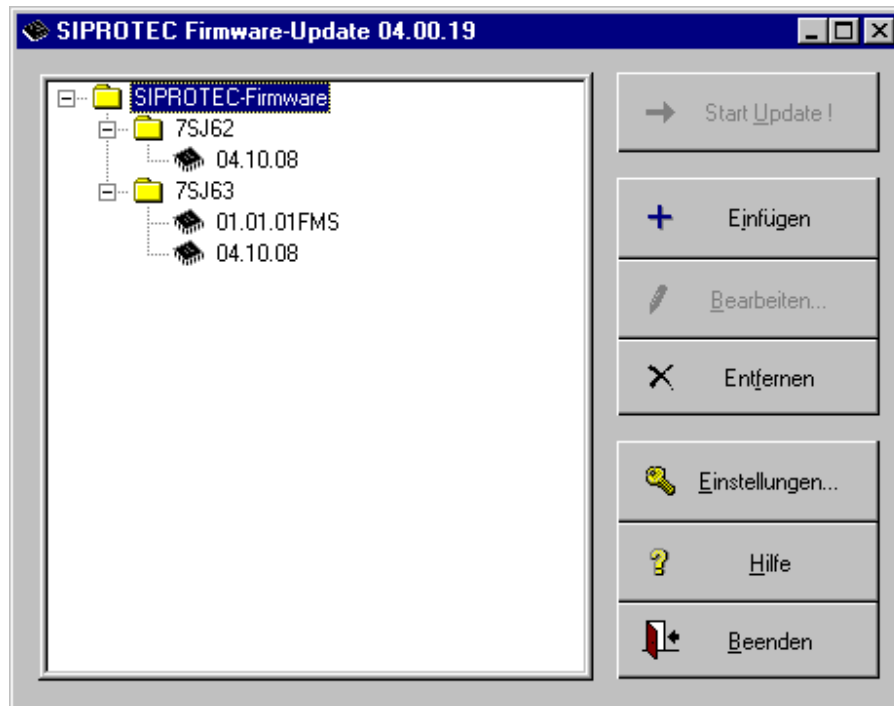 SIPROTEC Firmware-Update 04.00.19
SIPROTEC-Firmware
7SJ62
04.10.08
7SJ63
01.01.01FMS
04.10.08
Start Update !
Einfügen
Bearbeiten...
Entfernen
Einstellungen...
Hilfe
Beenden